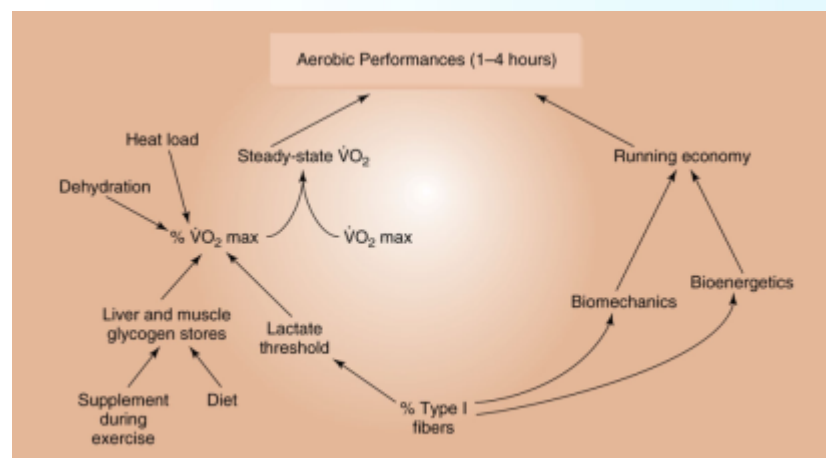 Aerobic Performances (1–4 hours)
Heat load
Steady-state V̇O₂
Running economy
Dehydration
% V̇O₂ max
V̇O₂ max
Bioenergetics
Biomechanics
Liver and muscle
glycogen stores
Lactate
threshold
Supplement
during
exercise
Diet
% Type I
fibers